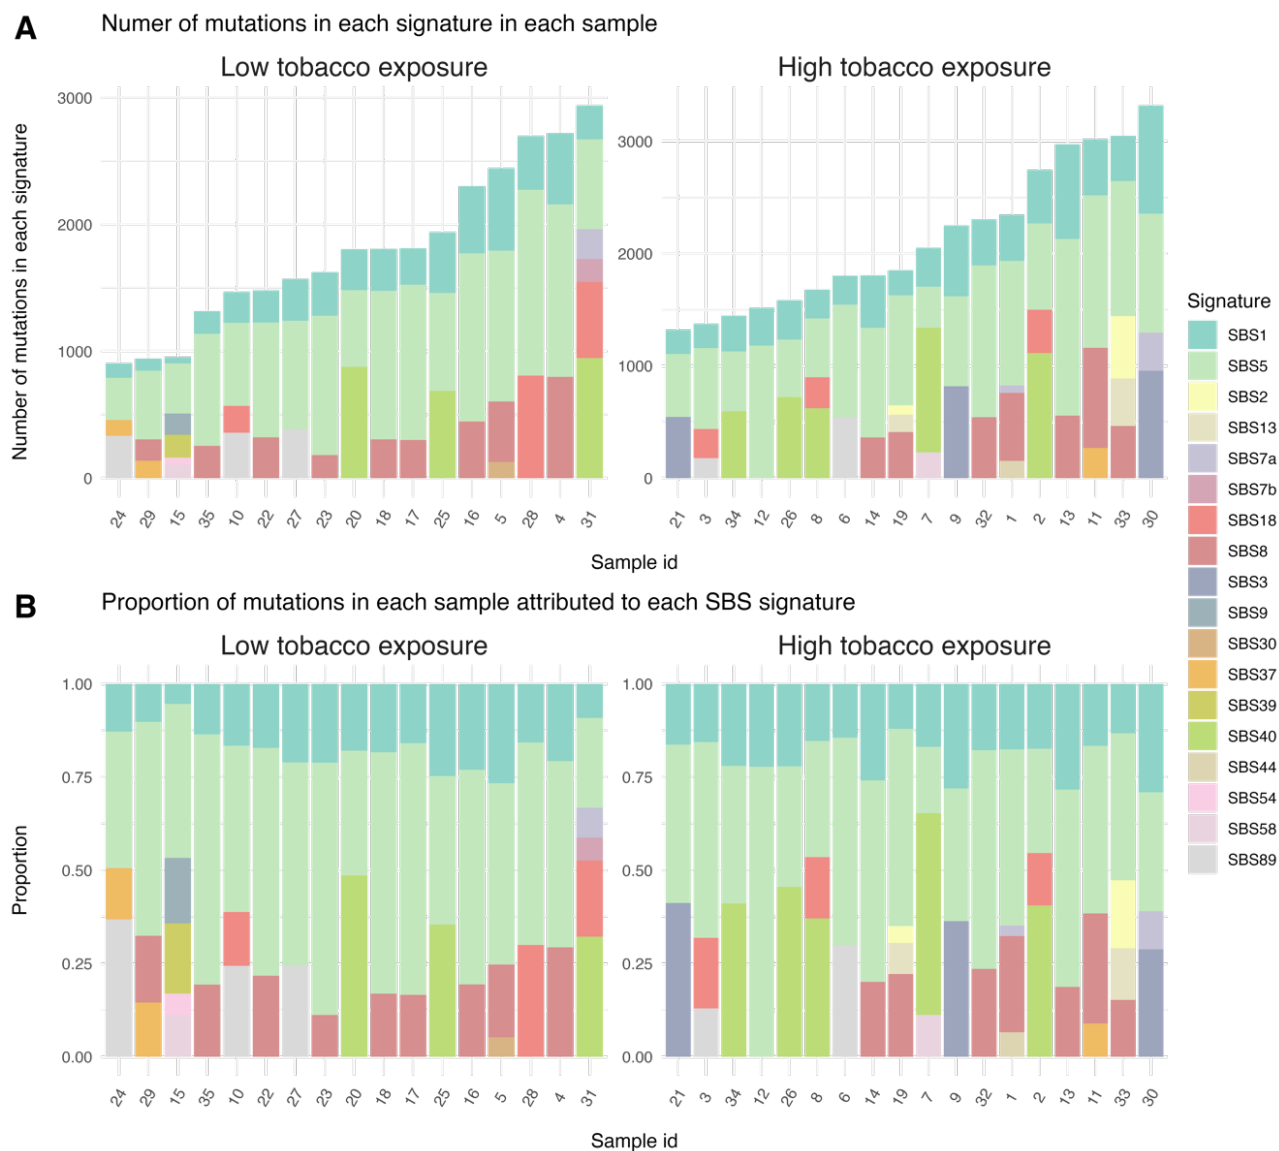 A
Numer of mutations in each signature in each sample
Low tobacco exposure
High tobacco exposure
Number of mutations in each signature
3000
2000
1000
0
3000
2000
1000
0
24 29 15 35 10 22 27 23 20 18 17 25 16 5 28 4 31
21 3 34 12 26 8 6 14 19 7 9 32 1 2 13 11 33 30
Sample id
B
Proportion of mutations in each sample attributed to each SBS signature
Low tobacco exposure
High tobacco exposure
Proportion
1.00
0.75
0.50
0.25
0.00
1.00
0.75
0.50
0.25
0.00
24 29 15 35 10 22 27 23 20 18 17 25 16 5 28 4 31
21 3 34 12 26 8 6 14 19 7 9 32 1 2 13 11 33 30
Sample id
Signature
SBS1
SBS5
SBS2
SBS13
SBS7a
SBS7b
SBS18
SBS8
SBS3
SBS9
SBS30
SBS37
SBS39
SBS40
SBS44
SBS54
SBS58
SBS89